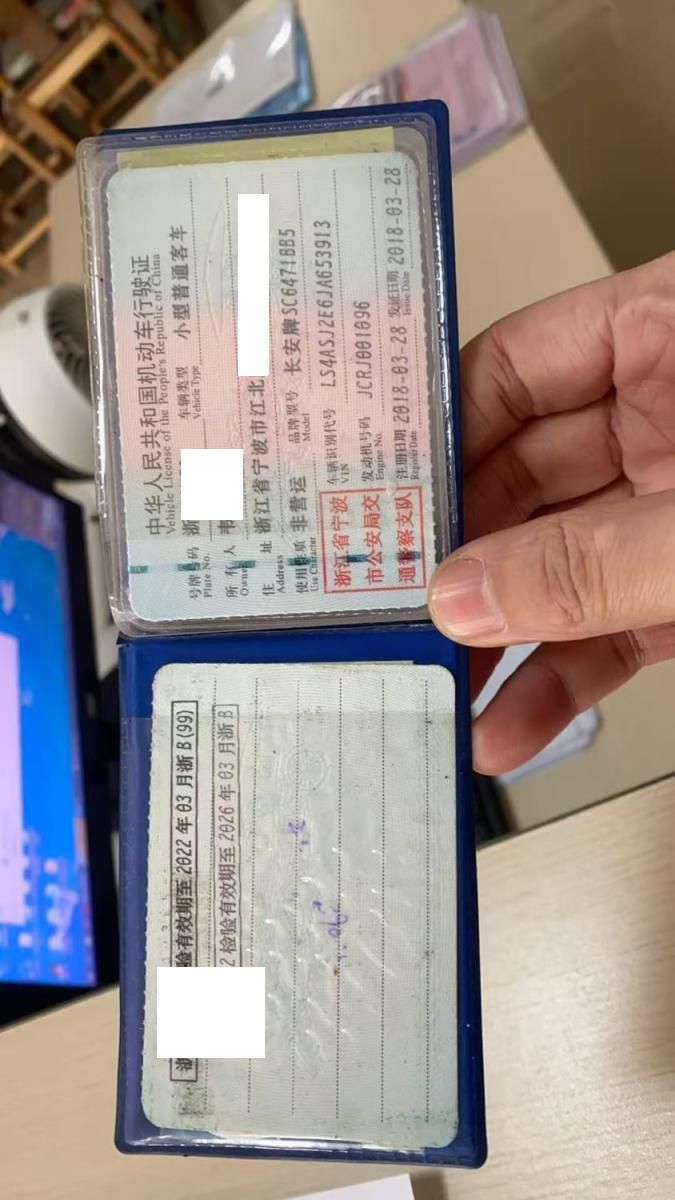 中华人民共和国机动车行驶证
Vehicle License of the People's Republic of China
号牌号码 浙 车辆类型 小型普通客车
Plate No. Vehicle Type
所有人 韦
Owner
住址 浙江省宁波市江北
Address
使用性质 非营运 品牌型号 长安牌SC6471BB5
Use Character Model
浙江省宁波
市公安局交
通警察支队
车辆识别代号 LS4ASJ2E6JA653913
VIN
发动机号码 JCRJ001096
Engine No.
注册日期 2018-03-28 发证日期 2018-03-28
Register Date Issue Date
验有效期至2022年03月浙B(99)
2检验有效期至2026年03月浙B